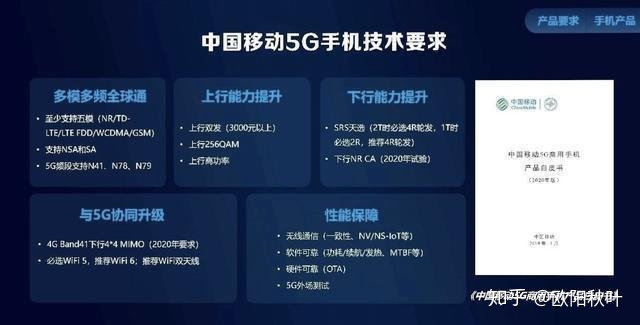 产品要求 手机产品
中国移动5G手机技术要求
多模多频全球通
• 至少支持五模（NR/TD-
LTE/LTE FDD/WCDMA/GSM）
• 支持NSA和SA
• 5G频段支持N41、N78、N79
上行能力提升
• 上行双发（3000元以上）
• 上行256QAM
• 上行高功率
下行能力提升
• SRS天选（2T时必选4R轮发，1T时
必选2R，推荐4R轮发）
• 下行NR CA（2020年试验）
与5G协同升级
• 4G Band41下行4*4 MIMO（2020年要求）
• 必选WiFi 5，推荐WiFi 6；推荐WiFi双天线
性能保障
• 无线通信（一致性、NV/NS-IoT等）
• 软件可靠（功耗/续航/发热、MTBF等）
• 硬件可靠（OTA）
• 5G外场测试
中国移动
China Mobile
中国移动5G商用手机
产品白皮书
（2020年版）
中国移动
知乎 @欧阳秋叶